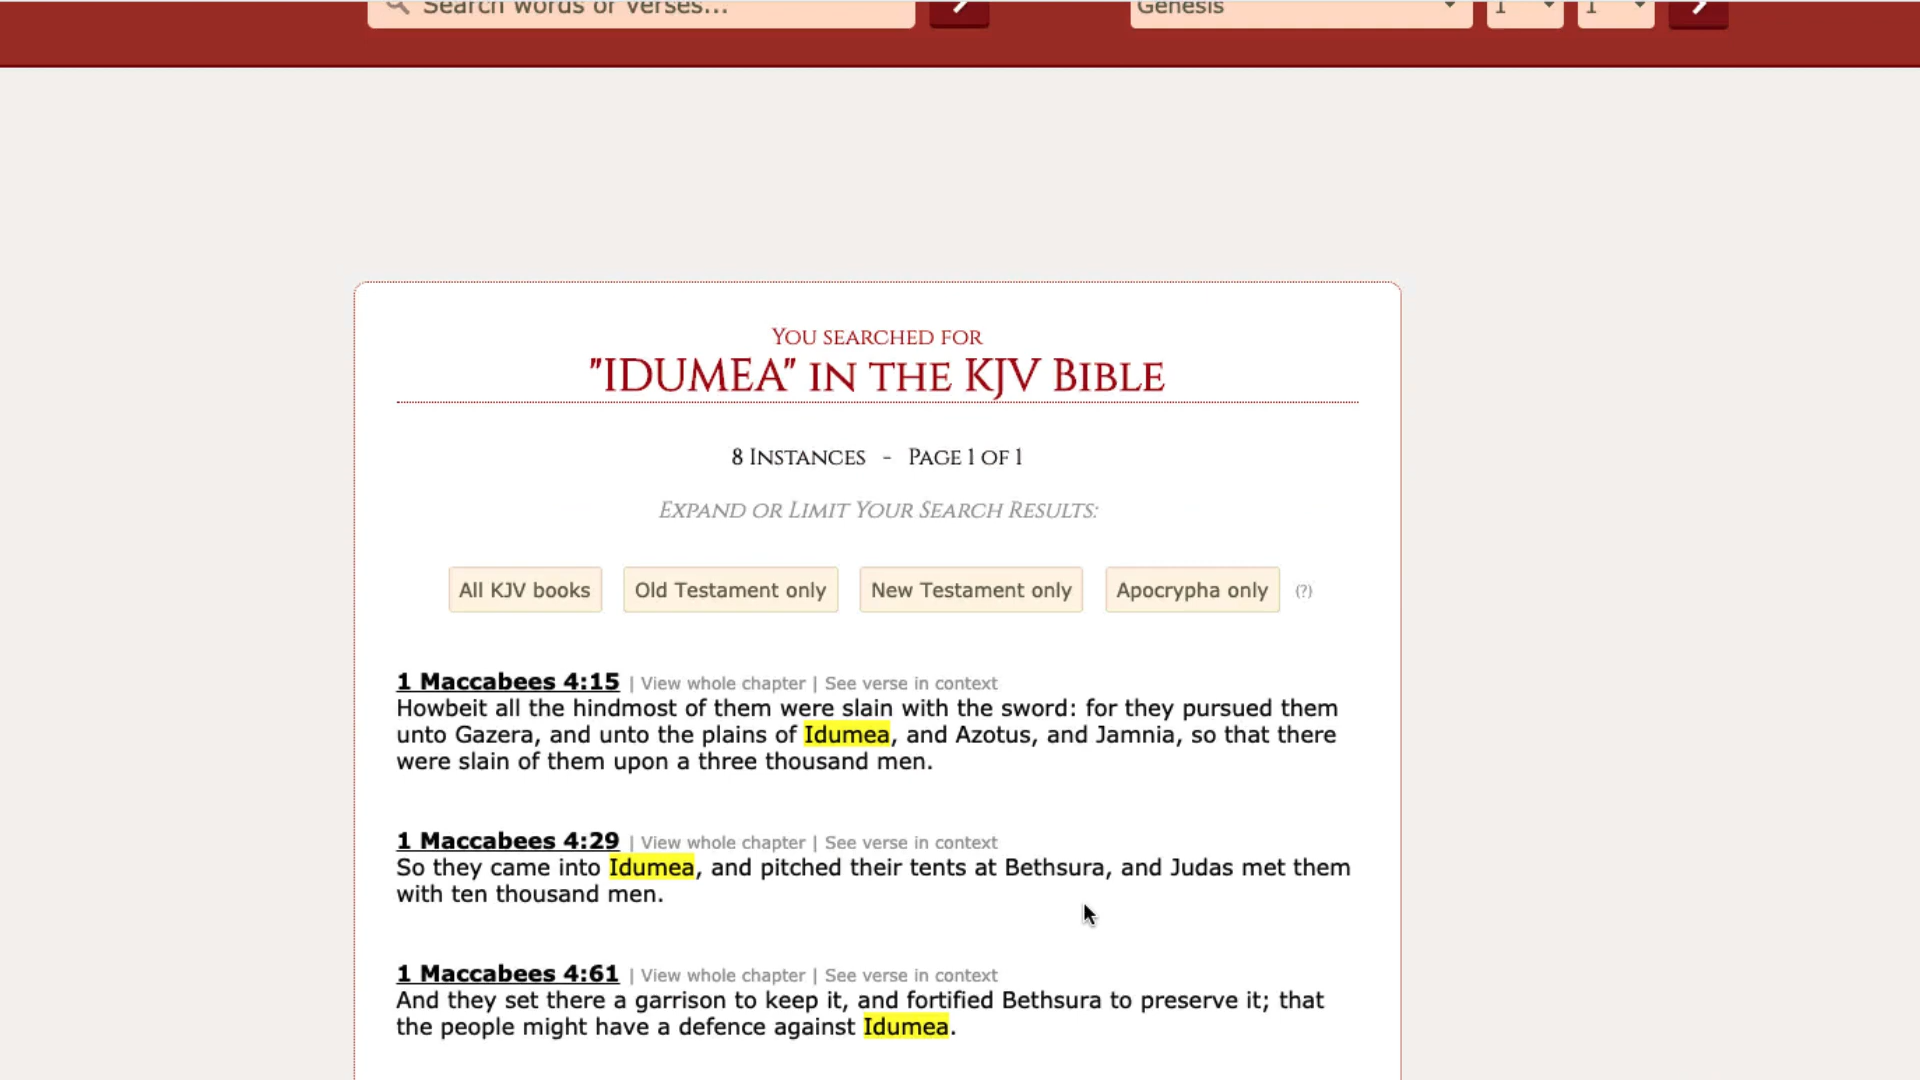 Search words or verses... Genesis 1 1
YOU SEARCHED FOR
"IDUMEA" IN THE KJV BIBLE
8 INSTANCES - PAGE 1 OF 1
EXPAND OR LIMIT YOUR SEARCH RESULTS:
All KJV books Old Testament only New Testament only Apocrypha only (?)
1 Maccabees 4:15 | View whole chapter | See verse in context
Howbeit all the hindmost of them were slain with the sword: for they pursued them
unto Gazera, and unto the plains of Idumea, and Azotus, and Jamnia, so that there
were slain of them upon a three thousand men.
1 Maccabees 4:29 | View whole chapter | See verse in context
So they came into Idumea, and pitched their tents at Bethsura, and Judas met them
with ten thousand men.
1 Maccabees 4:61 | View whole chapter | See verse in context
And they set there a garrison to keep it, and fortified Bethsura to preserve it; that
the people might have a defence against Idumea.